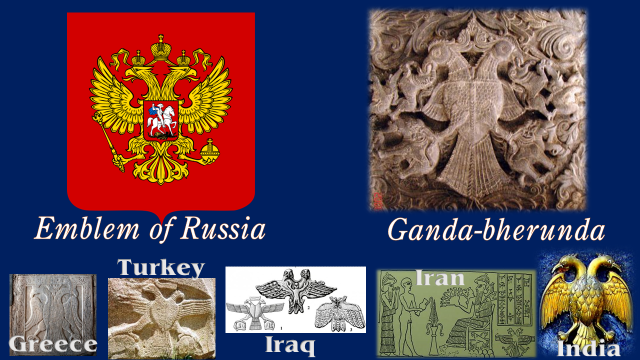 Emblem of Russia
Ganda-bherunda
Turkey
Iran
Greece
Iraq
India